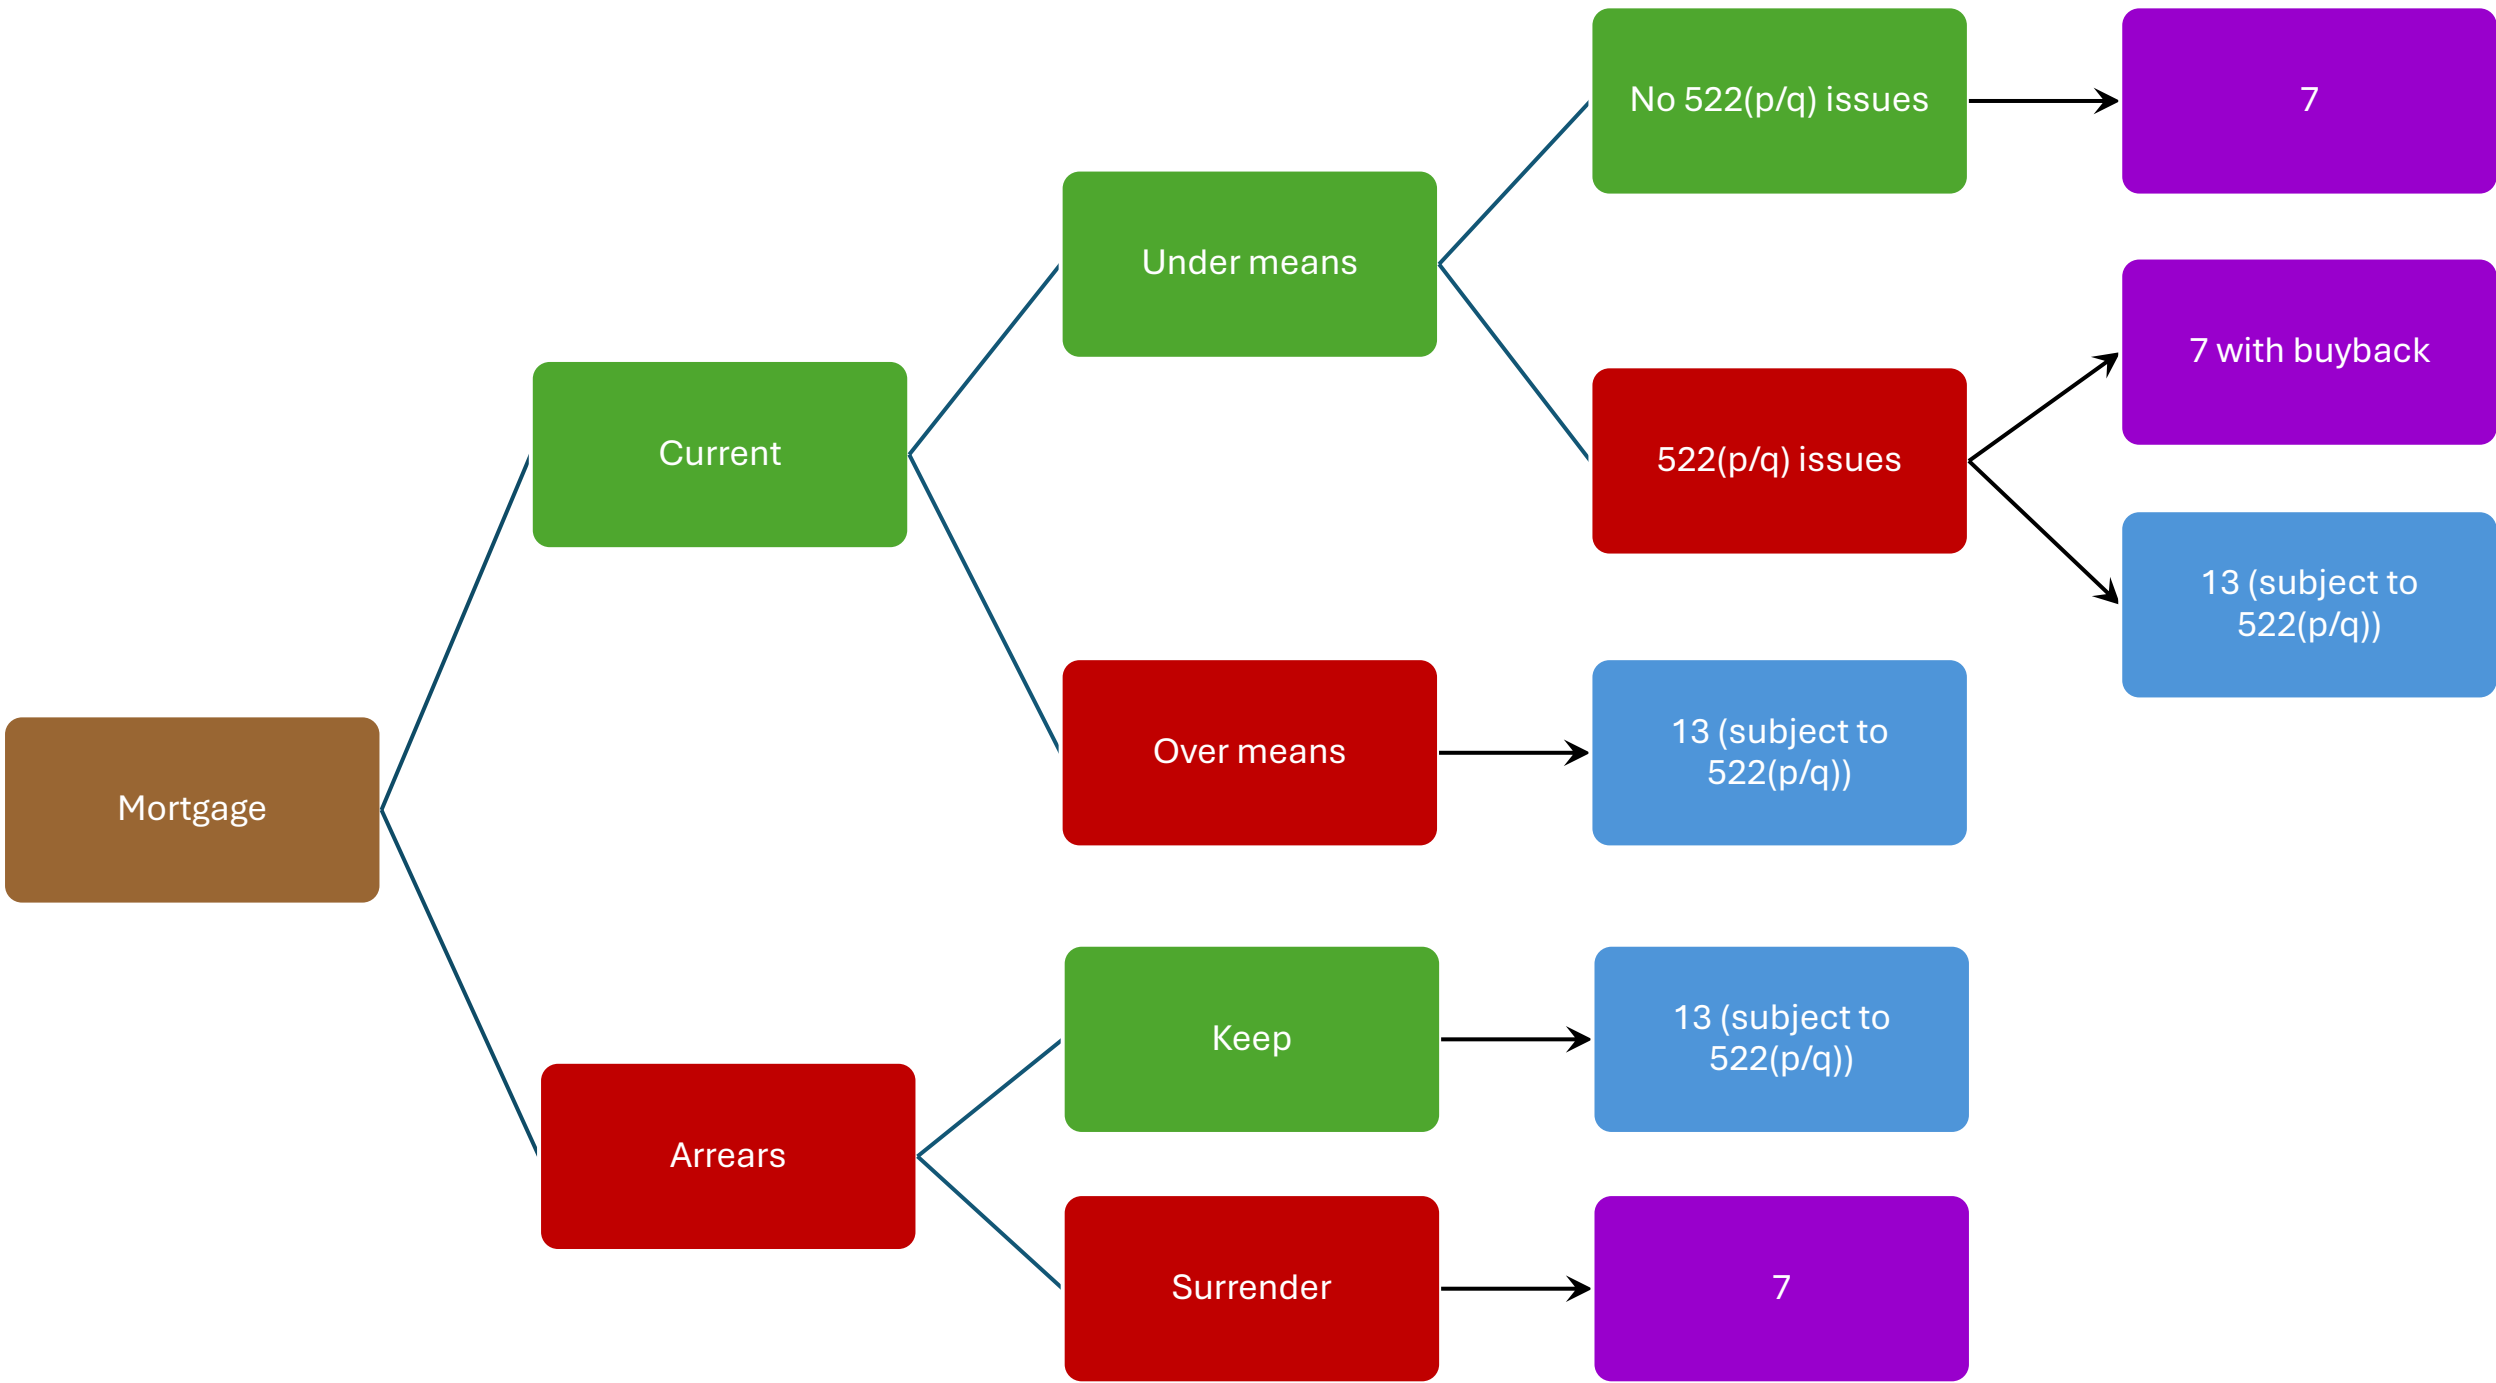 No 522(p/q) issues
7
Under means
7 with buyback
Current
522(p/q) issues
13 (subject to
522(p/q))
Over means
13 (subject to
522(p/q))
Mortgage
Keep
13 (subject to
522(p/q))
Arrears
Surrender
7